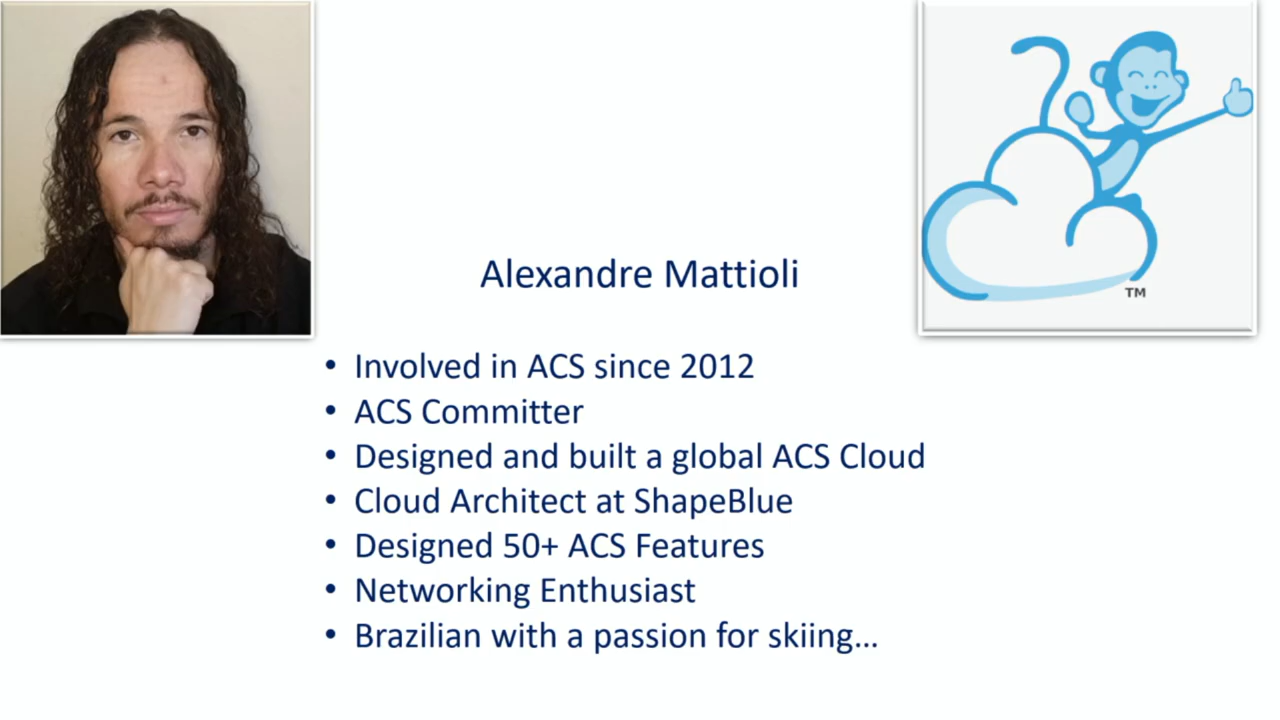 TM
Alexandre Mattioli
• Involved in ACS since 2012
• ACS Committer
• Designed and built a global ACS Cloud
• Cloud Architect at ShapeBlue
• Designed 50+ ACS Features
• Networking Enthusiast
• Brazilian with a passion for skiing...